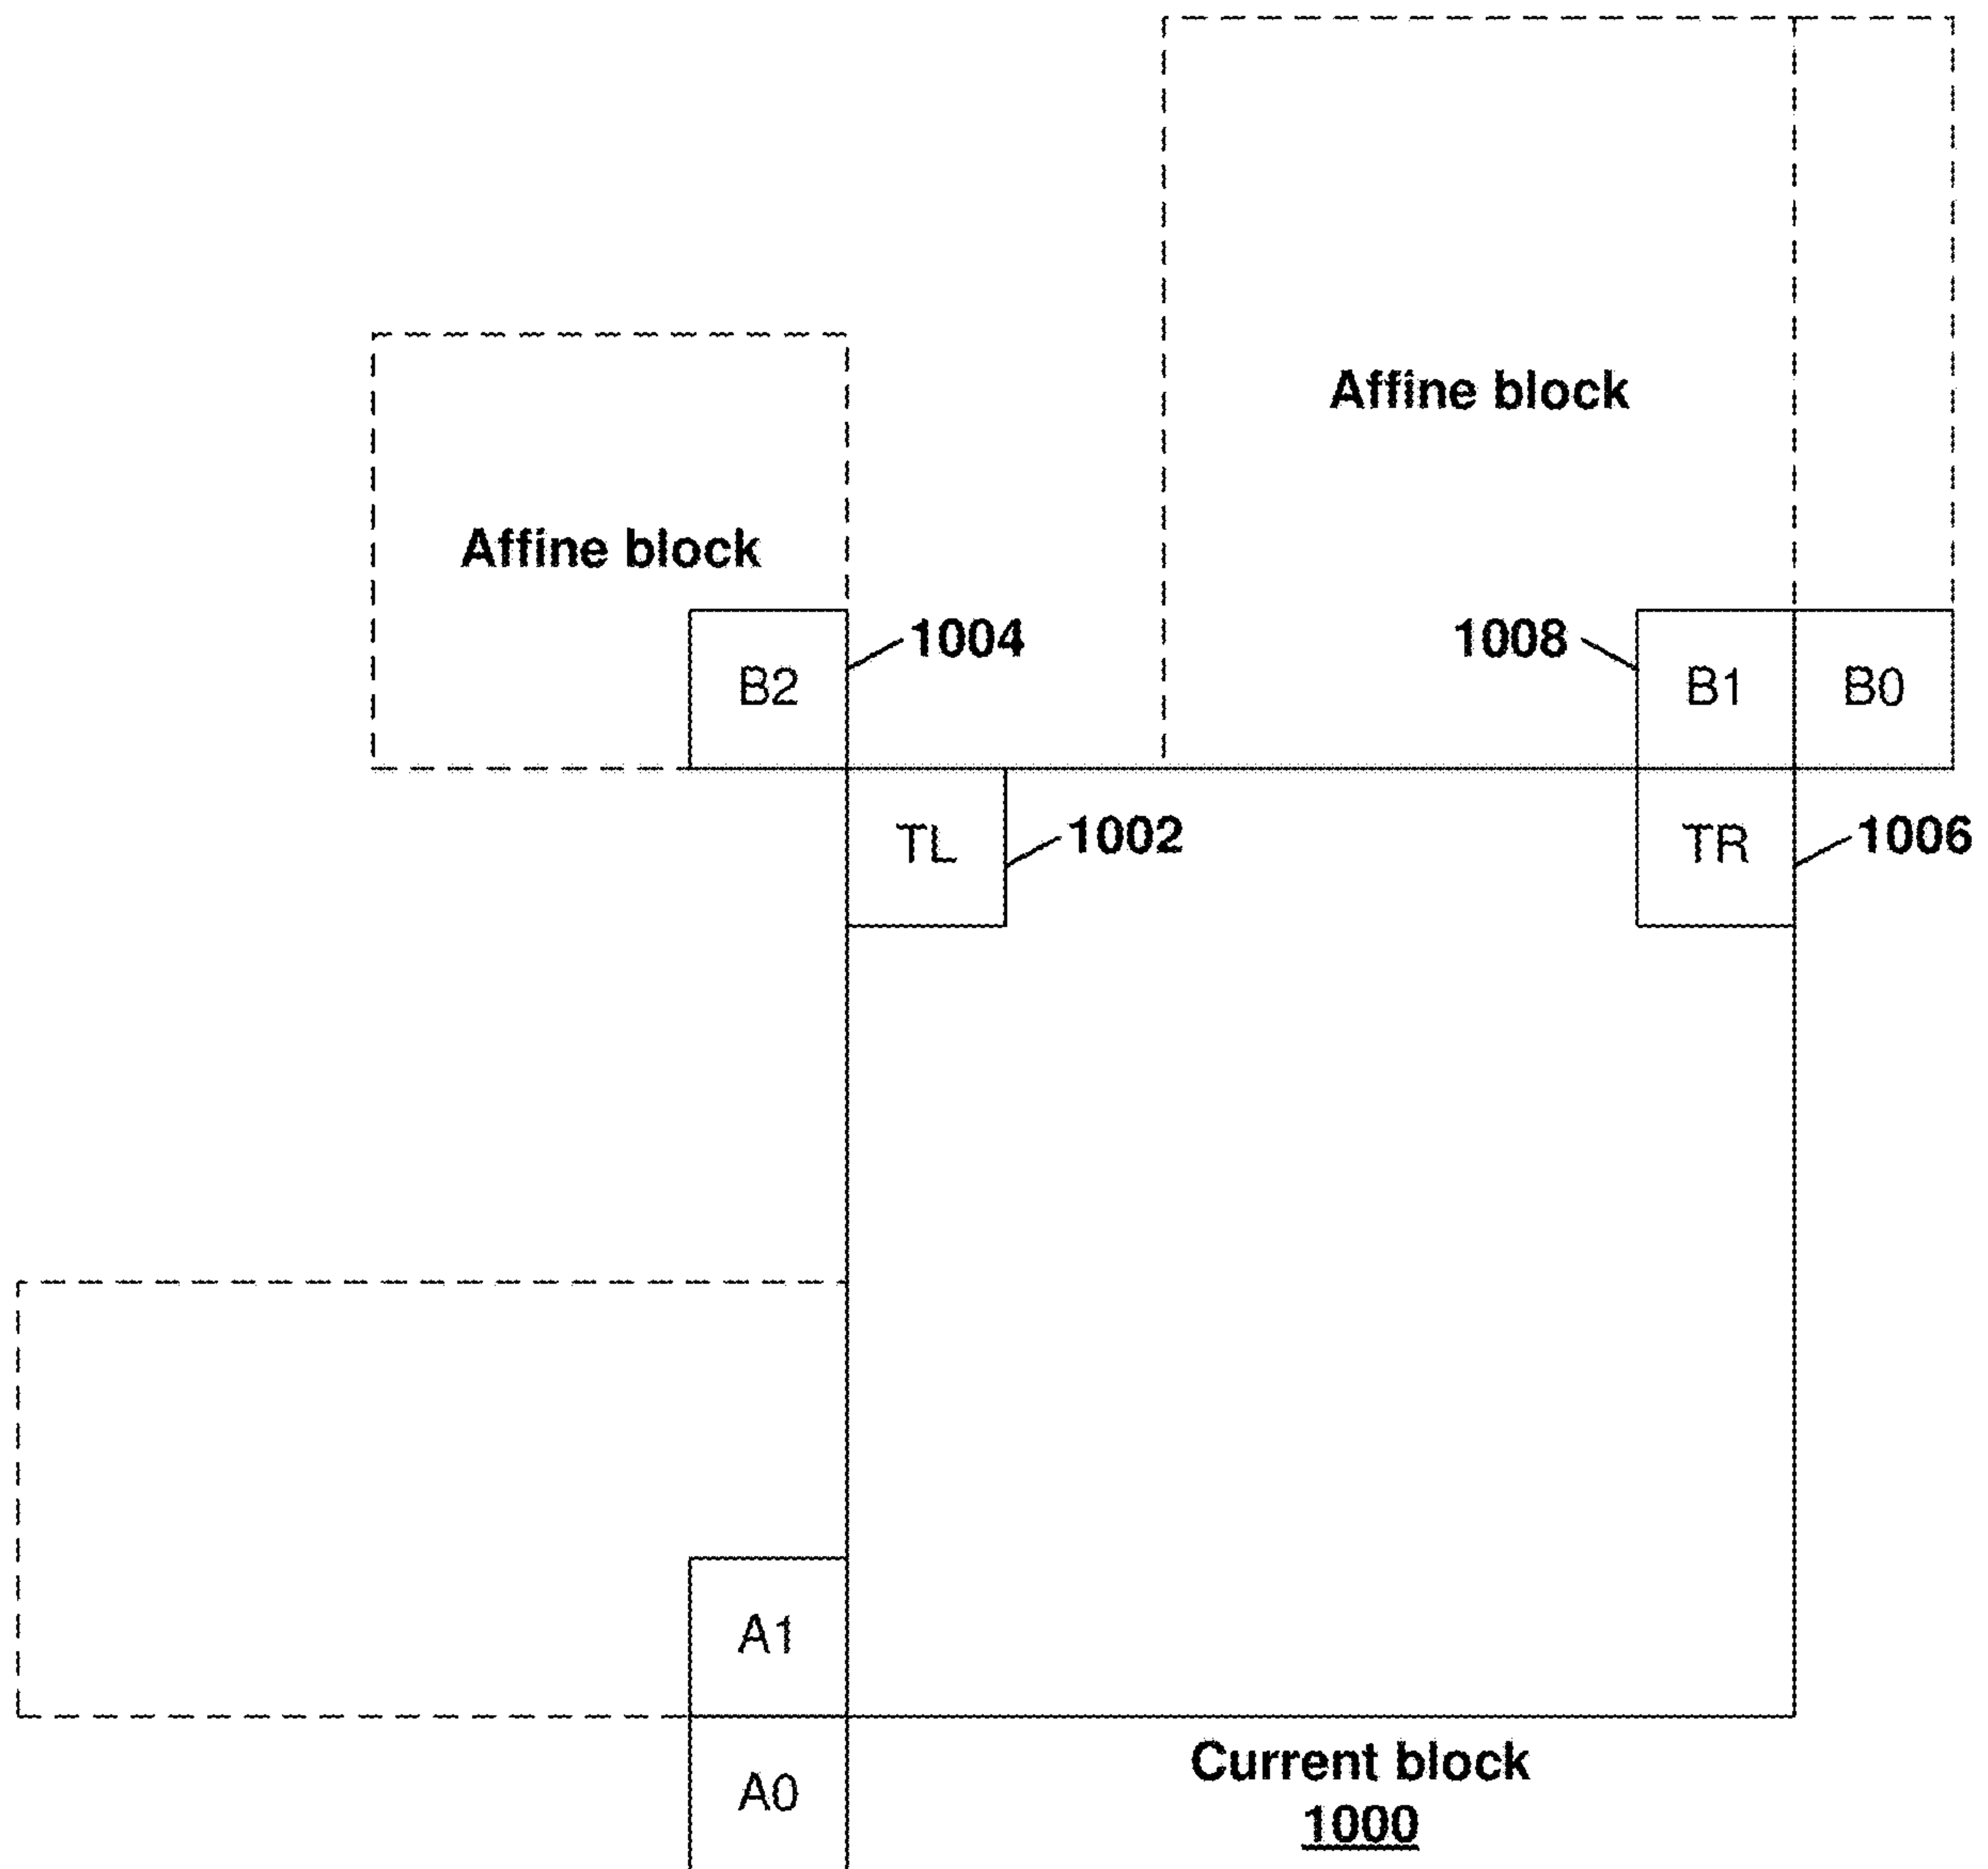 Affine block
Affine block
1004
1008
B2
B1
B0
TL
1002
TR
1006
A1
Current block
1000
A0